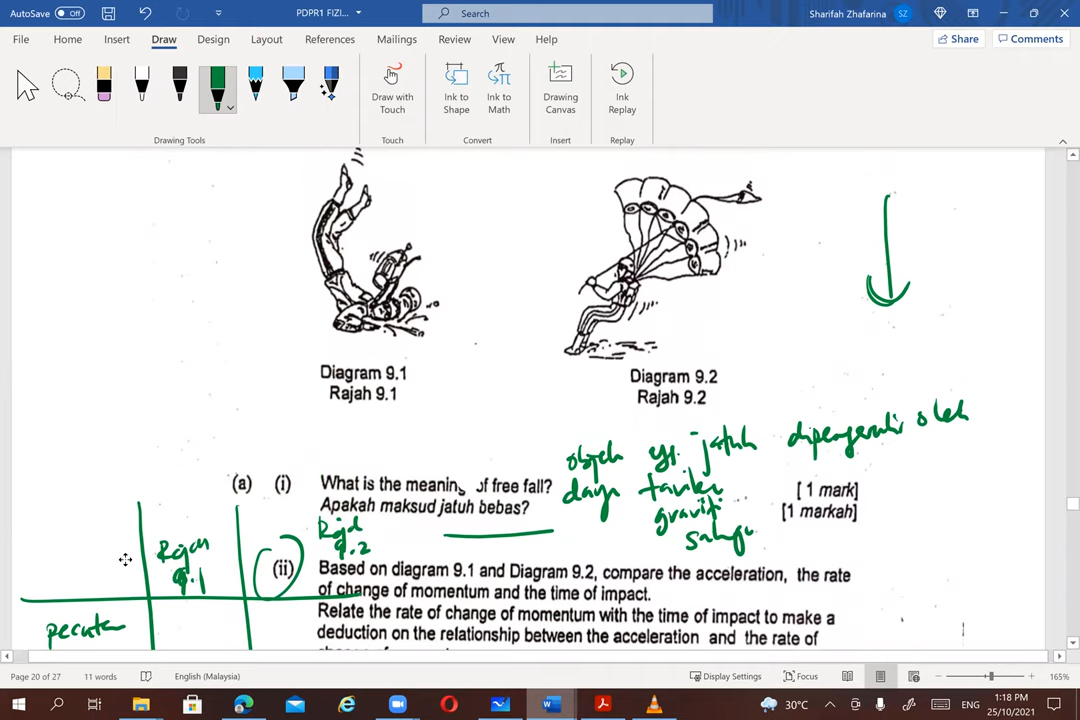 AutoSave Off PDPR1 FIZI... Search Sharifah Zhafarina SZ
File Home Insert Draw Design Layout References Mailings Review View Help Share Comments
Draw with Touch Ink to Shape Ink to Math Drawing Canvas Ink Replay
Drawing Tools Touch Convert Insert Replay
Diagram 9.1 Diagram 9.2
Rajah 9.1 Rajah 9.2
objek yg jatuh dipengaruhi oleh
(a) (i) What is the meaning of free fall? [1 mark]
daya tarikan
Apakah maksud jatuh bebas? [1 markah]
graviti
sahaja
Rajah 9.1
Rajah 9.2
(ii) Based on diagram 9.1 and Diagram 9.2, compare the acceleration, the rate
of change of momentum and the time of impact.
Relate the rate of change of momentum with the time of impact to make a
pecutan
deduction on the relationship between the acceleration and the rate of
Page 20 of 27 11 words English (Malaysia) Display Settings Focus 165%
30°C ENG 1:18 PM
25/10/2021